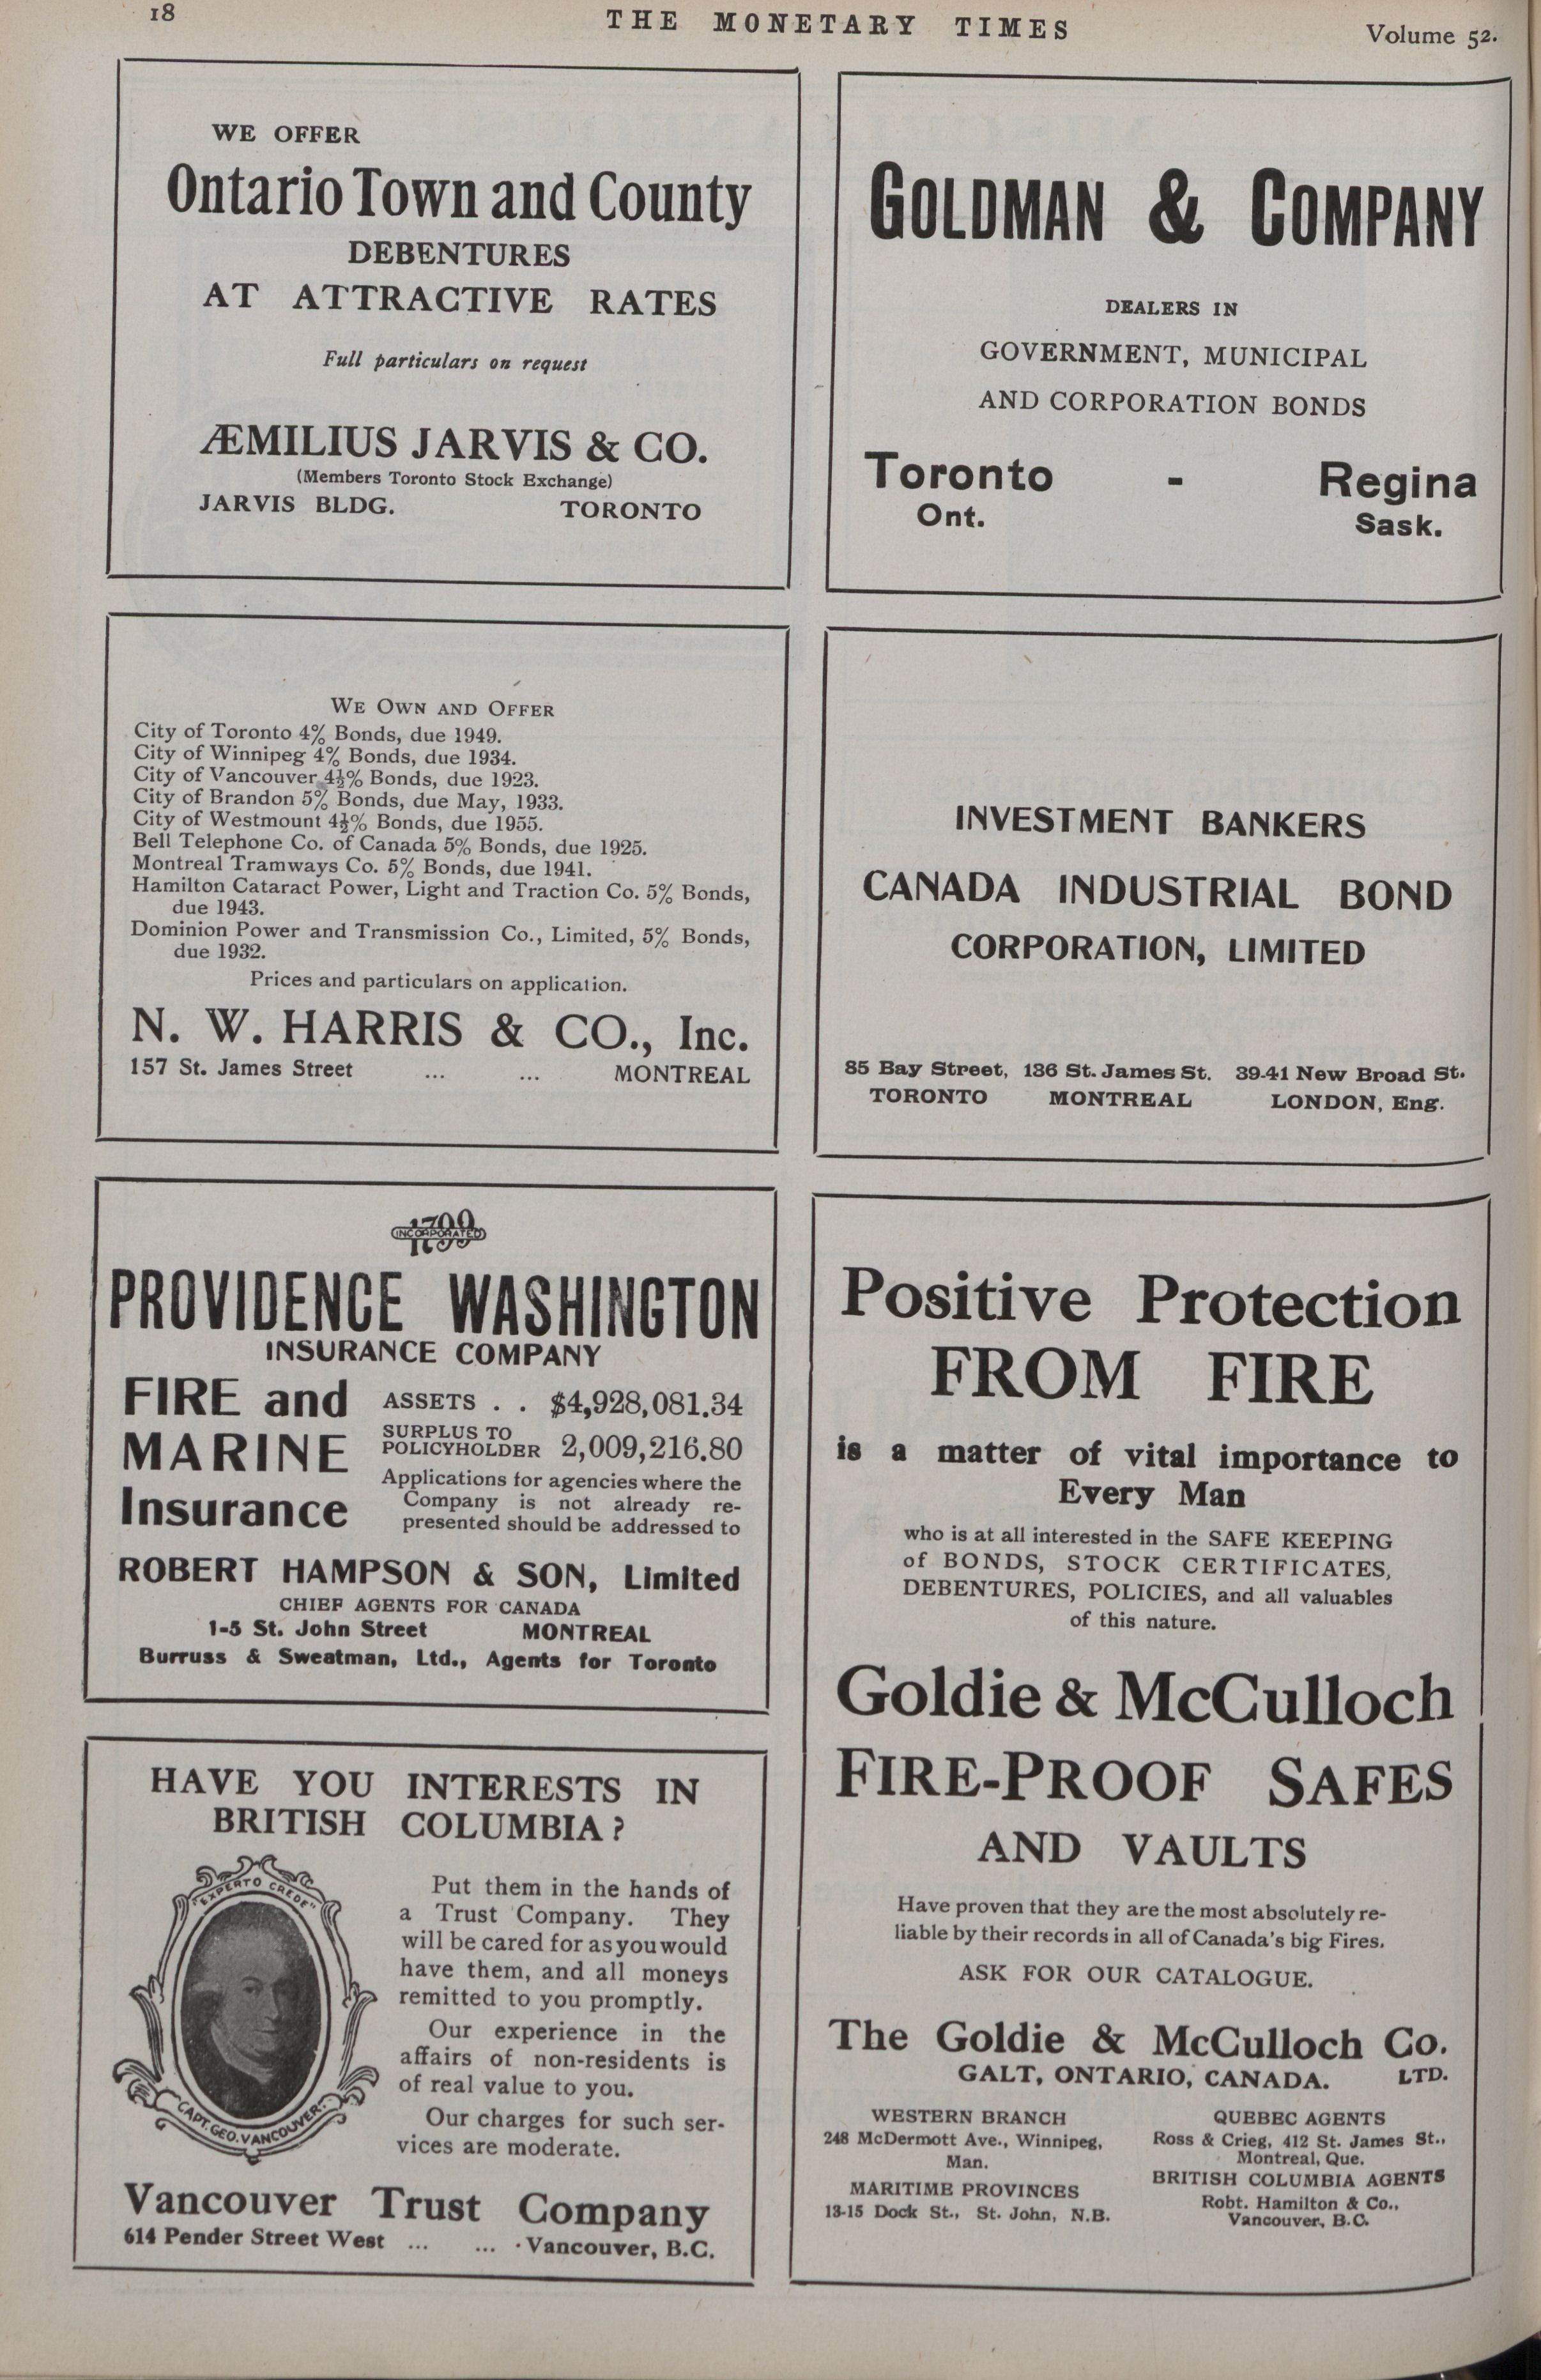 18
THE MONETARY TIMES
Volume 52.
WE OFFER
Ontario Town and County
DEBENTURES
AT ATTRACTIVE RATES
Full particulars on request
ÆMILIUS JARVIS & CO.
(Members Toronto Stock Exchange)
JARVIS BLDG. TORONTO
GOLDMAN & COMPANY
DEALERS IN
GOVERNMENT, MUNICIPAL
AND CORPORATION BONDS
Toronto - Regina
Ont. Sask.
WE OWN AND OFFER
City of Toronto 4% Bonds, due 1949.
City of Winnipeg 4% Bonds, due 1934.
City of Vancouver 4½% Bonds, due 1923.
City of Brandon 5% Bonds, due May, 1933.
City of Westmount 4½% Bonds, due 1955.
Bell Telephone Co. of Canada 5% Bonds, due 1925.
Montreal Tramways Co. 5% Bonds, due 1941.
Hamilton Cataract Power, Light and Traction Co. 5% Bonds,
due 1943.
Dominion Power and Transmission Co., Limited, 5% Bonds,
due 1932.
Prices and particulars on application.
N. W. HARRIS & CO., Inc.
157 St. James Street ... ... MONTREAL
INVESTMENT BANKERS
CANADA INDUSTRIAL BOND
CORPORATION, LIMITED
85 Bay Street, 136 St. James St. 39-41 New Broad St.
TORONTO MONTREAL LONDON, Eng.
1799
INCORPORATED
PROVIDENCE WASHINGTON
INSURANCE COMPANY
FIRE and
MARINE
Insurance
ASSETS . . $4,928,081.34
SURPLUS TO
POLICYHOLDER 2,009,216.80
Applications for agencies where the
Company is not already re-
presented should be addressed to
ROBERT HAMPSON & SON, Limited
CHIEF AGENTS FOR CANADA
1-5 St. John Street MONTREAL
Burruss & Sweatman, Ltd., Agents for Toronto
Positive Protection
FROM FIRE
is a matter of vital importance to
Every Man
who is at all interested in the SAFE KEEPING
of BONDS, STOCK CERTIFICATES,
DEBENTURES, POLICIES, and all valuables
of this nature.
Goldie & McCulloch
FIRE-PROOF SAFES
AND VAULTS
Have proven that they are the most absolutely re-
liable by their records in all of Canada's big Fires.
ASK FOR OUR CATALOGUE.
The Goldie & McCulloch Co.
GALT, ONTARIO, CANADA. LTD.
WESTERN BRANCH
248 McDermott Ave., Winnipeg,
Man.
MARITIME PROVINCES
13-15 Dock St., St. John, N.B.
QUEBEC AGENTS
Ross & Crieg, 412 St. James St.,
Montreal, Que.
BRITISH COLUMBIA AGENTS
Robt. Hamilton & Co.,
Vancouver, B.C.
HAVE YOU INTERESTS IN
BRITISH COLUMBIA?
"EXPERTO CREDE"
CAPT. GEO. VANCOUVER.
Put them in the hands of
a Trust Company. They
will be cared for as you would
have them, and all moneys
remitted to you promptly.
Our experience in the
affairs of non-residents is
of real value to you.
Our charges for such ser-
vices are moderate.
Vancouver Trust Company
614 Pender Street West ... ... Vancouver, B.C.